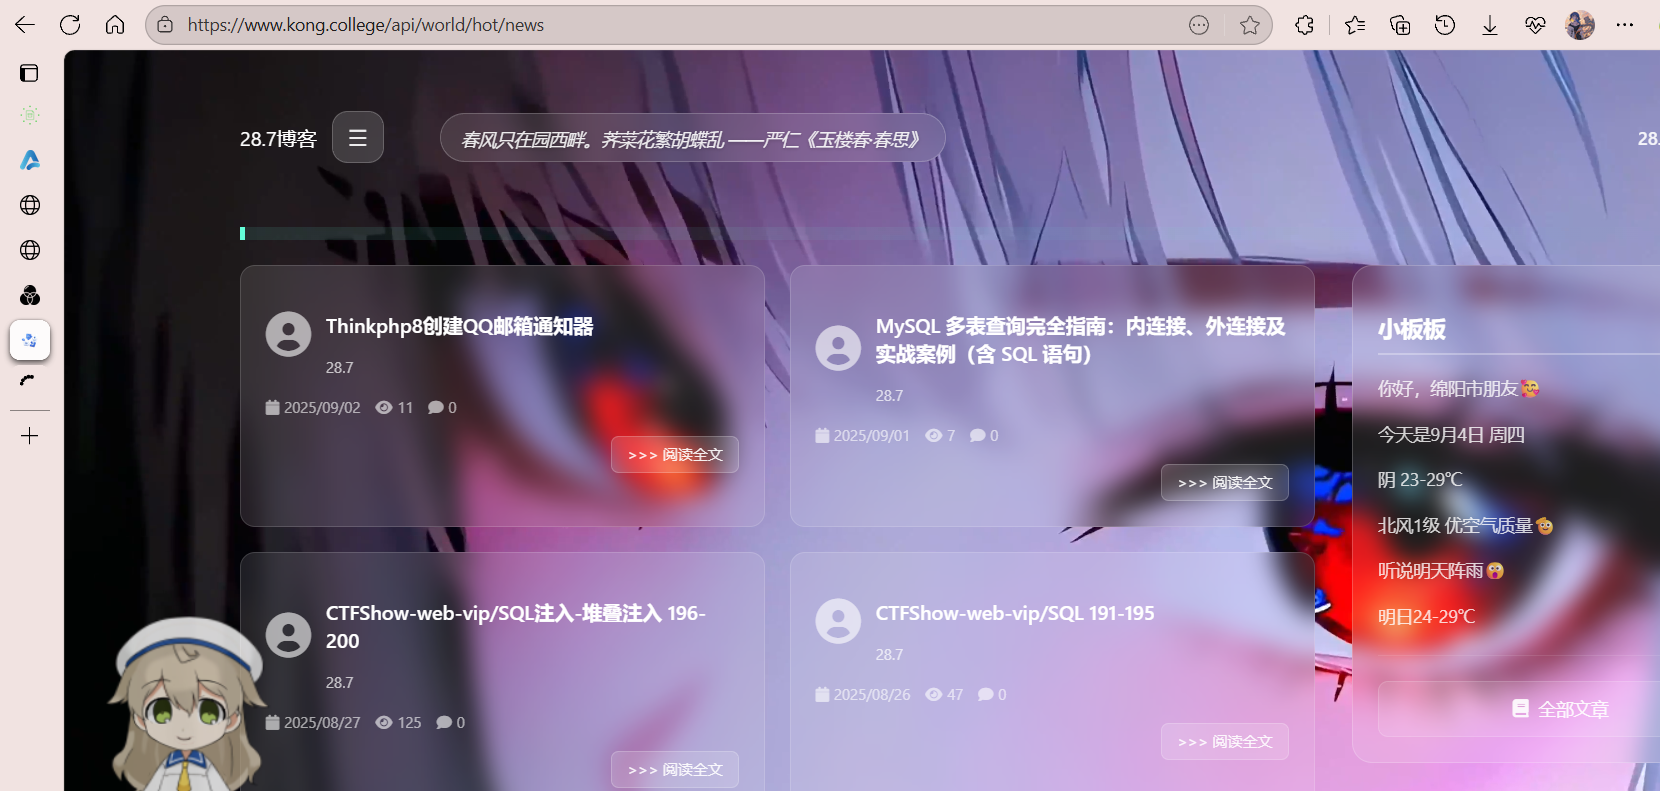 https://www.kong.college/api/world/hot/news
28.7博客
春风只在园西畔。荠菜花繁胡蝶乱 ——严仁《玉楼春·春思》
28.
Thinkphp8创建QQ邮箱通知器
28.7
2025/09/02 11 0
>>> 阅读全文
MySQL 多表查询完全指南：内连接、外连接及
实战案例（含 SQL 语句）
28.7
2025/09/01 7 0
>>> 阅读全文
CTFShow-web-vip/SQL注入-堆叠注入 196-
200
28.7
2025/08/27 125 0
>>> 阅读全文
CTFShow-web-vip/SQL 191-195
28.7
2025/08/26 47 0
>>> 阅读全文
小板板
你好，绵阳市朋友🥰
今天是9月4日 周四
阴 23-29℃
北风1级 优空气质量🫡
听说明天阵雨😲
明日24-29℃
全部文章